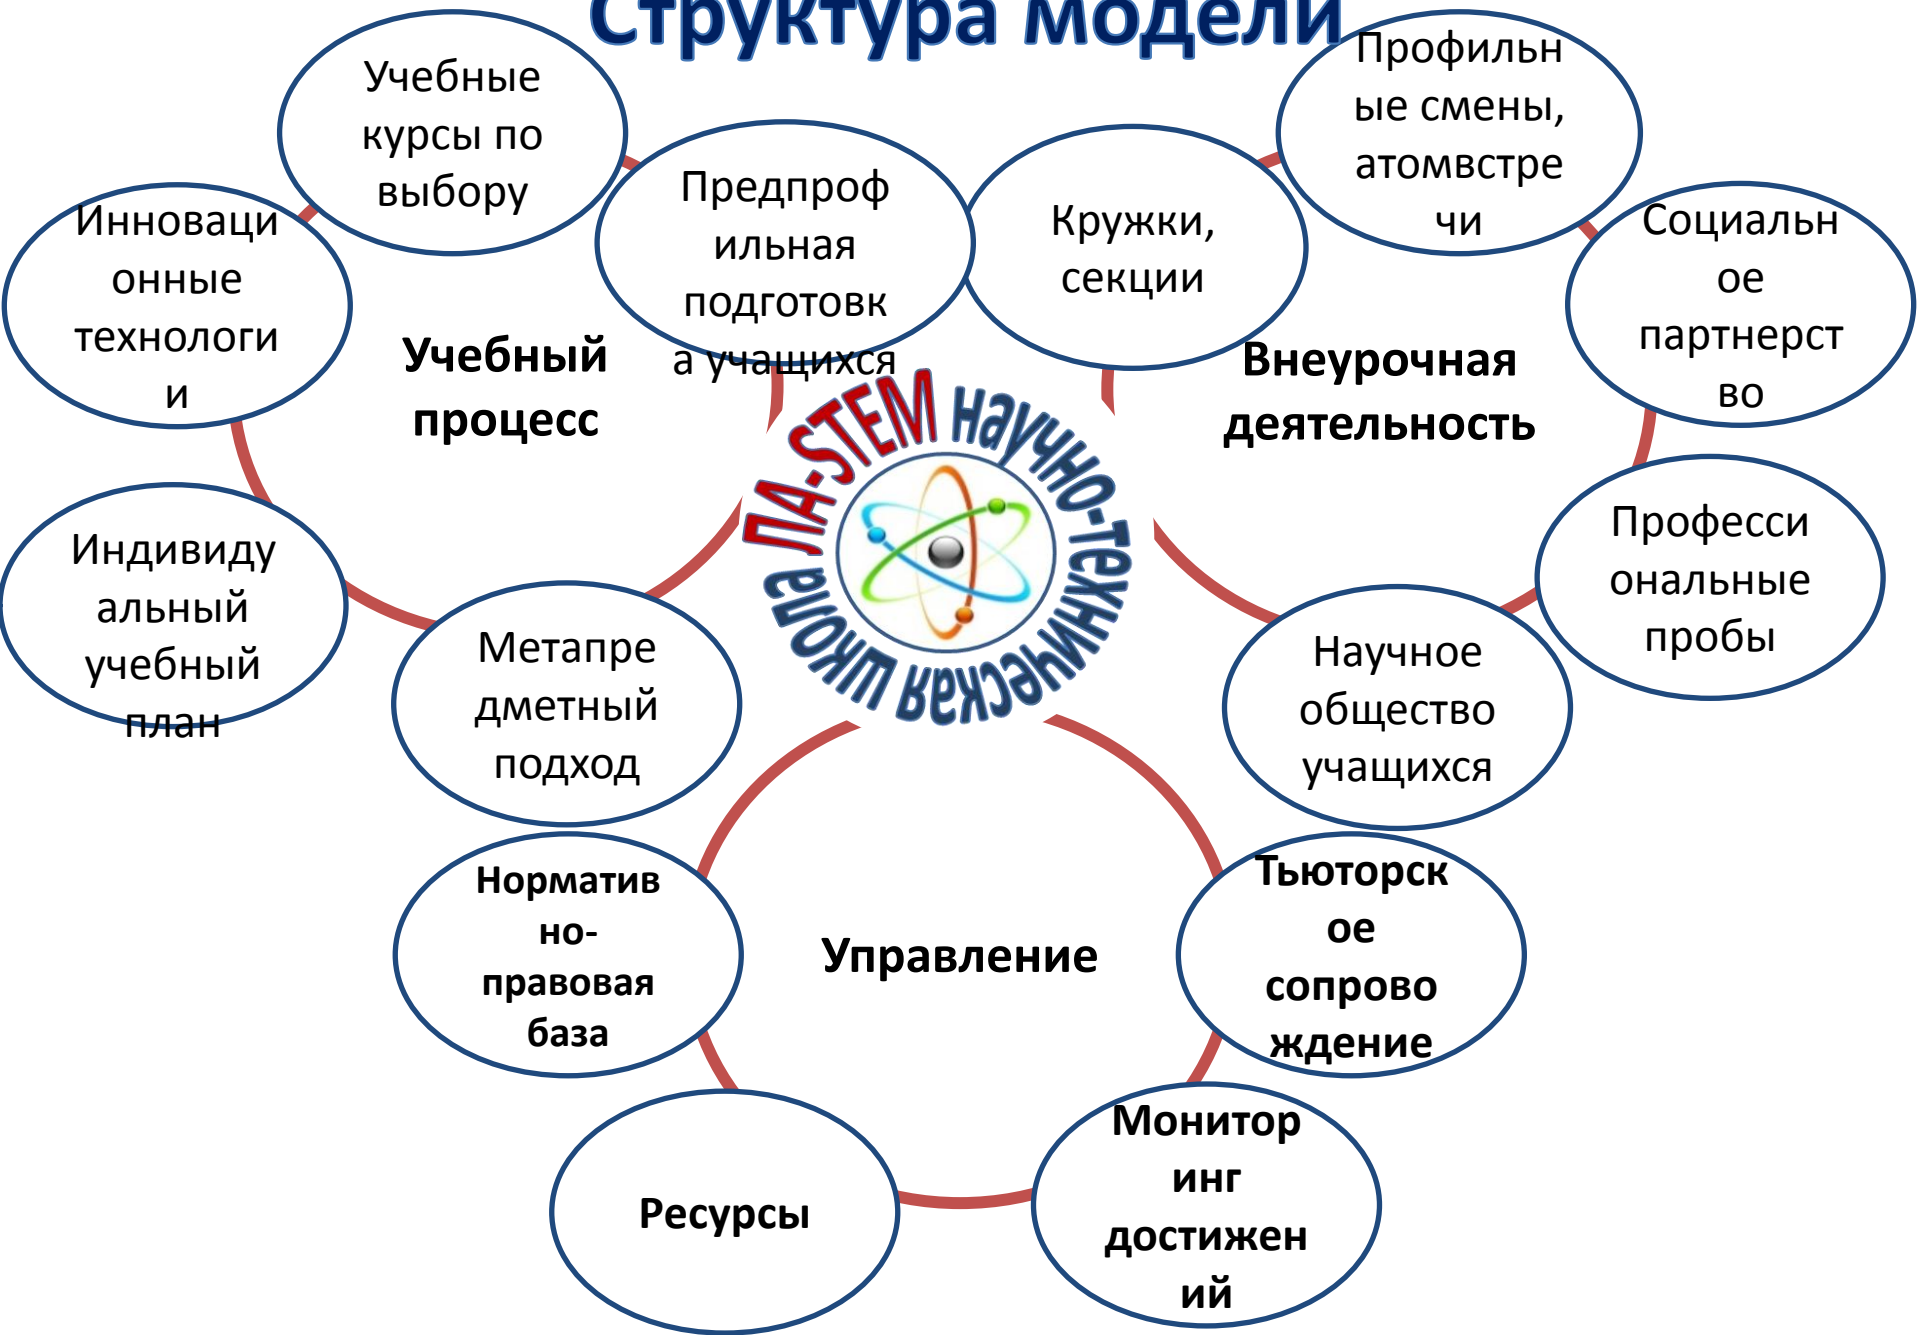 Структура модели
Учебные
курсы по
выбору
Профильн
ые смены,
атомвстре
чи
Предпроф
ильная
подготовк
а учащихся
Кружки,
секции
Инноваци
онные
технологи
и
Социальн
ое
партнерст
во
Учебный
процесс
Внеурочная
деятельность
ЛА-STEM научно-техническая школа
Индивиду
альный
учебный
план
Професси
ональные
пробы
Метапре
дметный
подход
Научное
общество
учащихся
Норматив
но-
правовая
база
Управление
Тьюторск
ое
сопрово
ждение
Ресурсы
Монитор
инг
достижен
ий